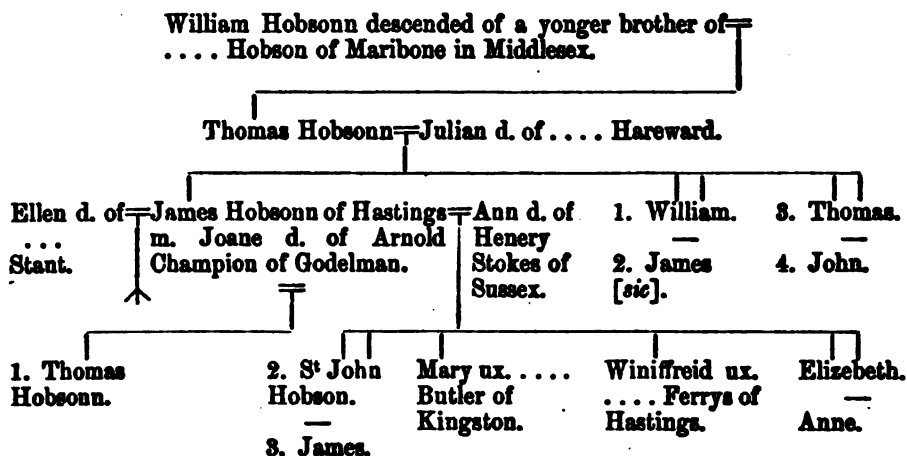 William Hobsonn descended of a yonger brother of
. . . . Hobson of Maribone in Middlesex.
Thomas Hobsonn Julian d. of . . . . Hareward.
Ellen d. of
. . .
Stant.
James Hobsonn of Hastings
m. Joane d. of Arnold
Champion of Godelman.
Ann d. of
Henery
Stokes of
Sussex.
1. William.
—
2. James
[sic].
3. Thomas.
—
4. John.
1. Thomas
Hobsonn.
2. St John
Hobson.
—
3. James.
Mary ux. . . . . .
Butler of
Kingston.
Winiffreid ux.
. . . . Ferrys of
Hastings.
Elizebeth.
—
Anne.